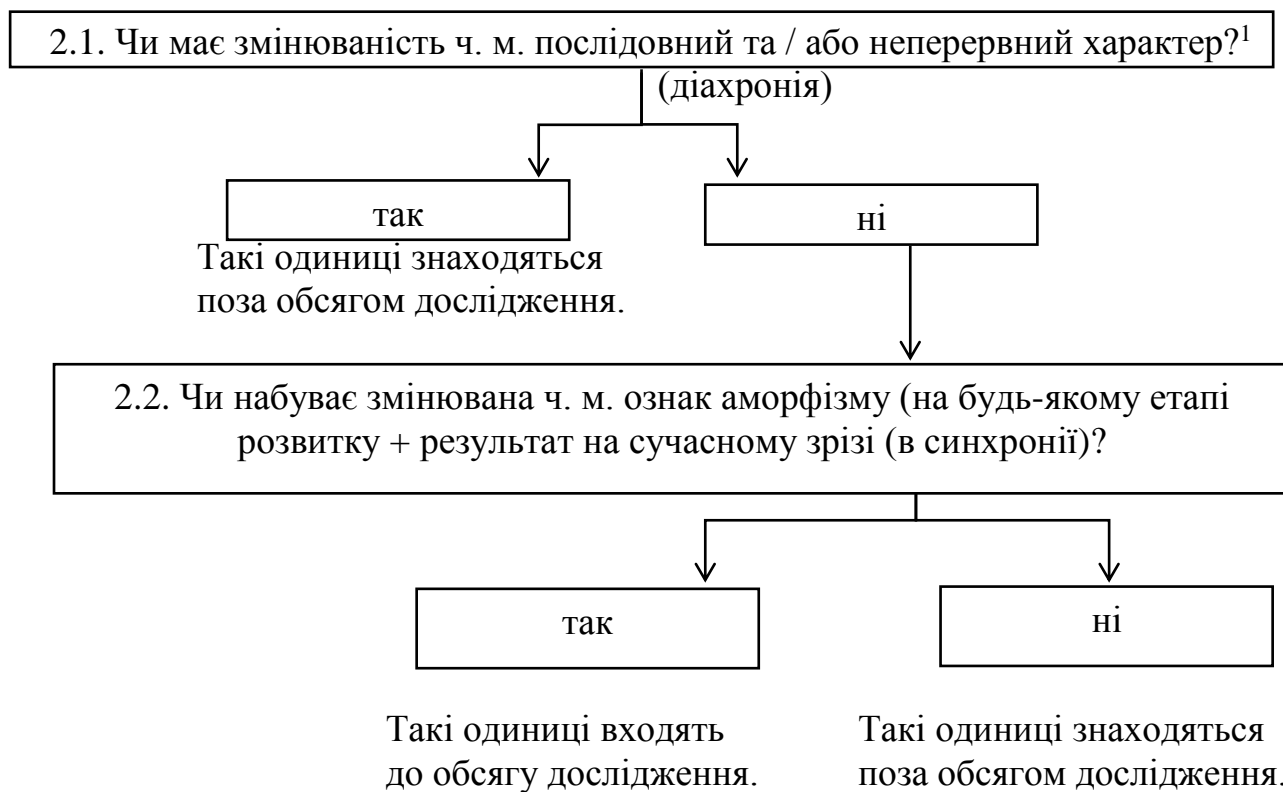 2.1. Чи має змінюваність ч. м. послідовний та / або неперервний характер?¹
(діахронія)
так
ні
Такі одиниці знаходяться
поза обсягом дослідження.
2.2. Чи набуває змінювана ч. м. ознак аморфізму (на будь-якому етапі
розвитку + результат на сучасному зрізі (в синхронії)?
так
ні
Такі одиниці входять
до обсягу дослідження.
Такі одиниці знаходяться
поза обсягом дослідження.